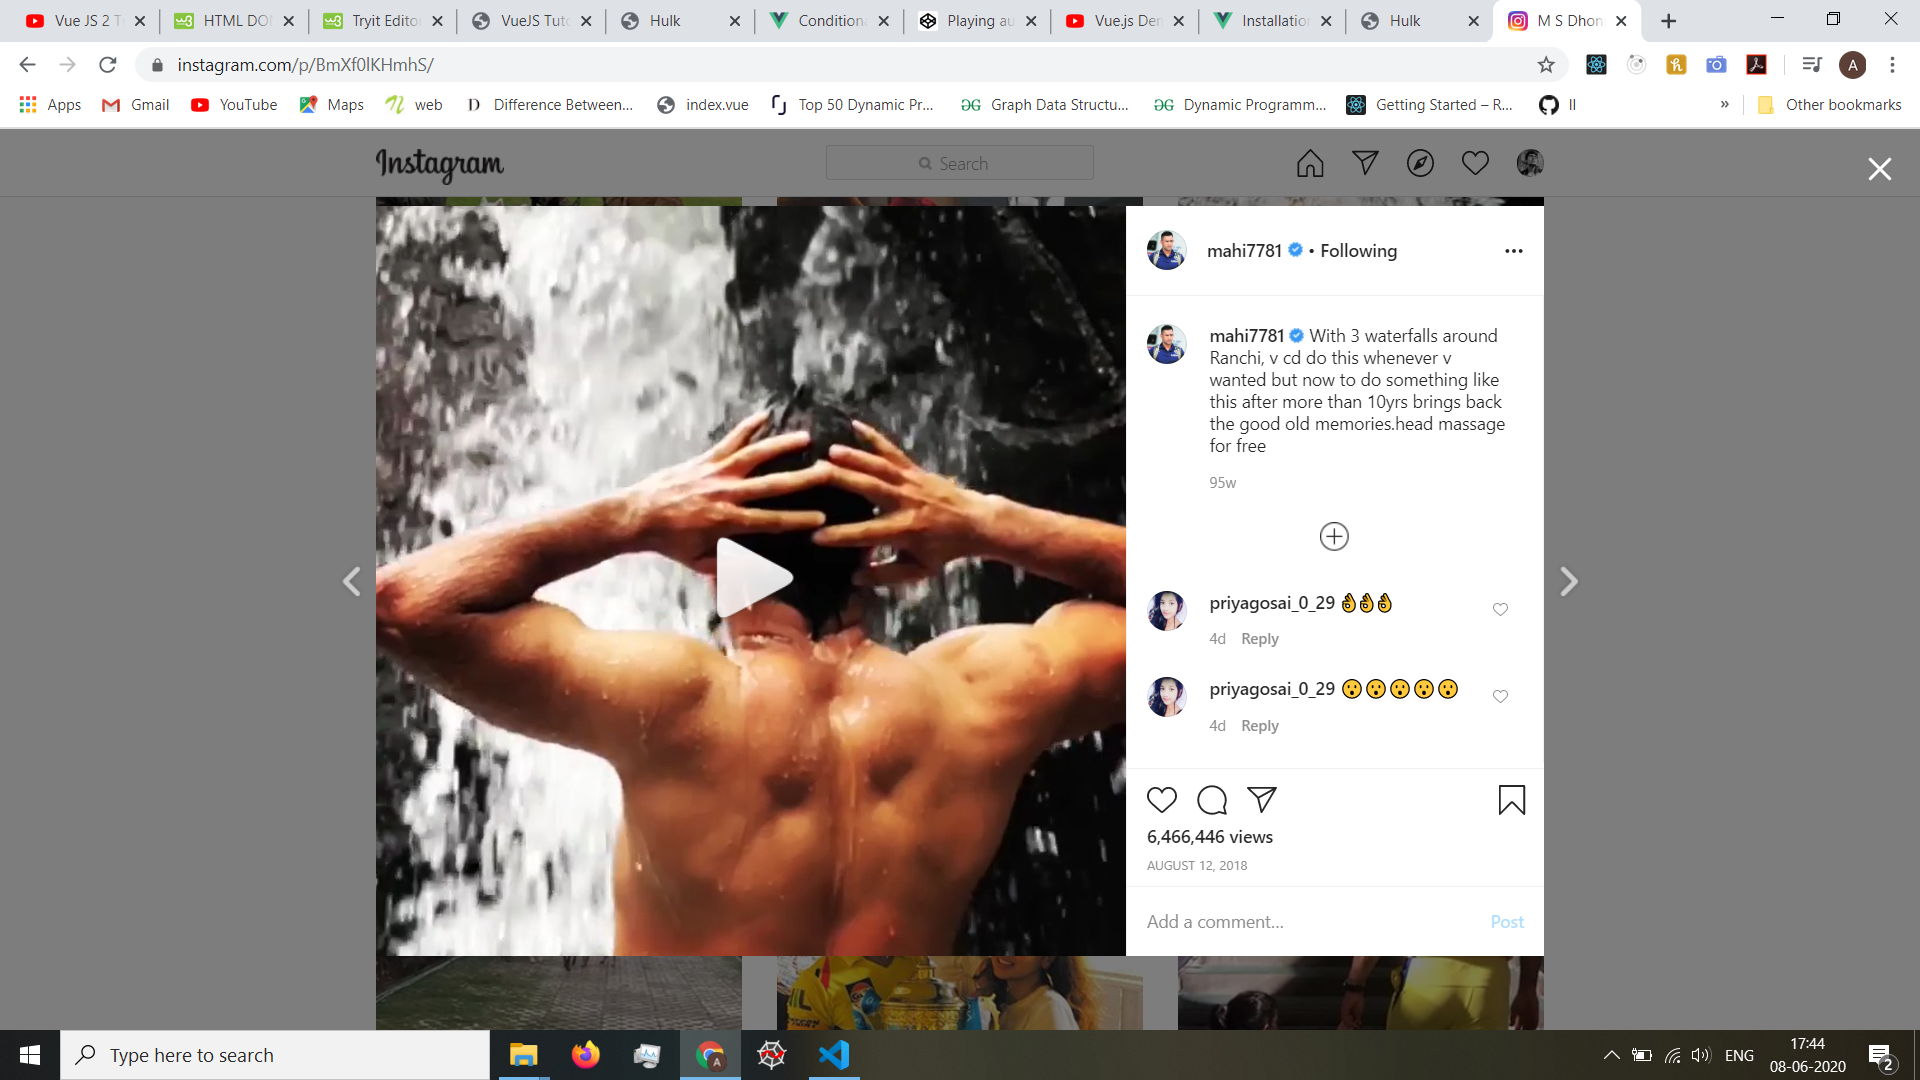 Vue JS 2 T
HTML DO
Tryit Edito
VueJS Tut
Hulk
Condition
Playing au
Vue.js De
Installatio
Hulk
M S Dhon
instagram.com/p/BmXf0lKHmhS/
A
Apps
Gmail
YouTube
Maps
web
Difference Between...
index.vue
Top 50 Dynamic Pr...
Graph Data Structu...
Dynamic Programm...
Getting Started – R...
II
»
Other bookmarks
Instagram
Search
mahi7781 • Following
mahi7781 With 3 waterfalls around
Ranchi, v cd do this whenever v
wanted but now to do something like
this after more than 10yrs brings back
the good old memories.head massage
for free
95w
priyagosai_0_29 👌👌👌
4d Reply
priyagosai_0_29 😮😮😮😮😮
4d Reply
6,466,446 views
AUGUST 12, 2018
Add a comment...
Post
Type here to search
A
ENG
17:44
08-06-2020
2